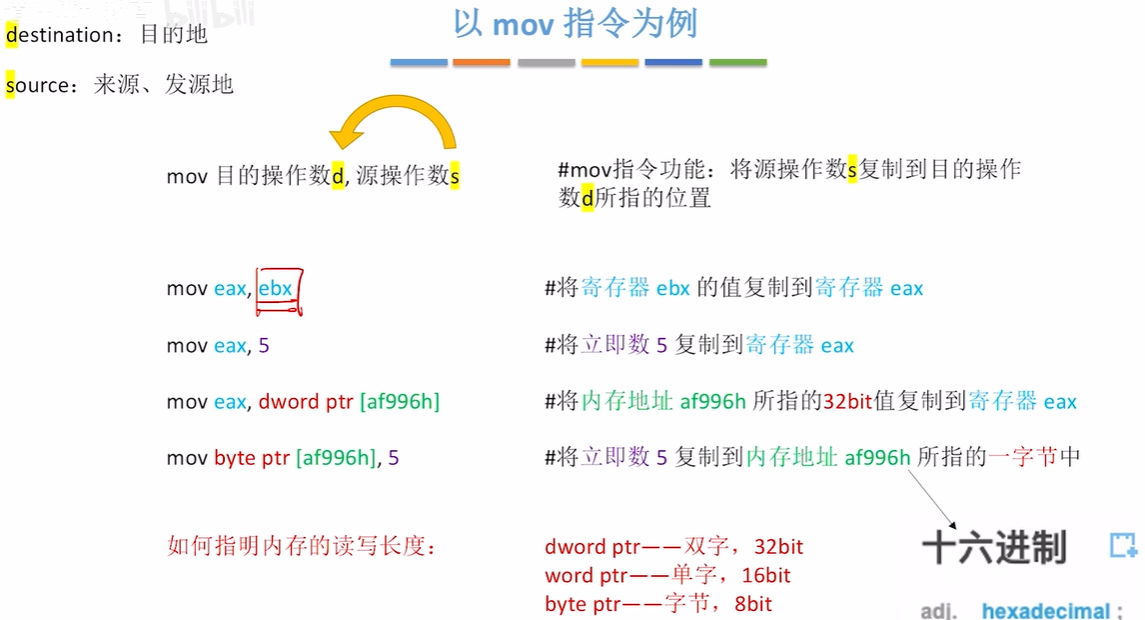 destination：目的地
bilibili
以 mov 指令为例
source：来源、发源地
mov 目的操作数d, 源操作数s
#mov指令功能：将源操作数s复制到目的操作
数d所指的位置
mov eax, ebx
#将寄存器 ebx 的值复制到寄存器 eax
mov eax, 5
#将立即数 5 复制到寄存器 eax
mov eax, dword ptr [af996h]
#将内存地址 af996h 所指的32bit值复制到寄存器 eax
mov byte ptr [af996h], 5
#将立即数 5 复制到内存地址 af996h 所指的一字节中
如何指明内存的读写长度：
dword ptr——双字，32bit
word ptr——单字，16bit
byte ptr——字节，8bit
十六进制
adj. hexadecimal ;